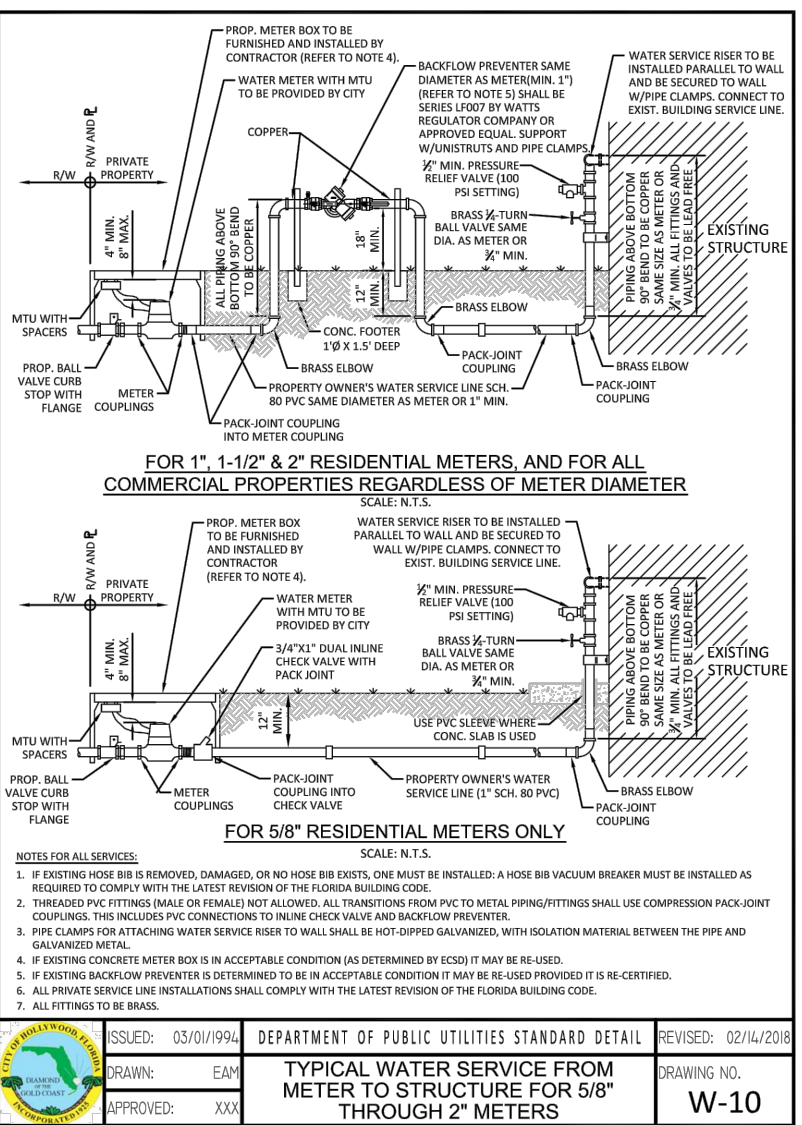 PROP. METER BOX TO BE
FURNISHED AND INSTALLED BY
CONTRACTOR (REFER TO NOTE 4).
WATER METER WITH MTU
TO BE PROVIDED BY CITY
BACKFLOW PREVENTER SAME
DIAMETER AS METER(MIN. 1")
(REFER TO NOTE 5) SHALL BE
SERIES LF007 BY WATTS
REGULATOR COMPANY OR
APPROVED EQUAL. SUPPORT
W/UNISTRUTS AND PIPE CLAMPS.
WATER SERVICE RISER TO BE
INSTALLED PARALLEL TO WALL
AND BE SECURED TO WALL
W/PIPE CLAMPS. CONNECT TO
EXIST. BUILDING SERVICE LINE.
COPPER
R/W AND PL
R/W
PRIVATE
PROPERTY
½" MIN. PRESSURE
RELIEF VALVE (100
PSI SETTING)
BRASS ¼-TURN
BALL VALVE SAME
DIA. AS METER OR
¾" MIN.
4" MIN.
8" MAX.
ALL PIPING ABOVE
BOTTOM 90° BEND
TO BE COPPER
18"
MIN.
12"
MIN.
PIPING ABOVE BOTTOM
90° BEND TO BE COPPER
SAME SIZE AS METER OR
¾" MIN. ALL FITTINGS AND
VALVES TO BE LEAD FREE
EXISTING
STRUCTURE
MTU WITH
SPACERS
CONC. FOOTER
1'Ø X 1.5' DEEP
BRASS ELBOW
PACK-JOINT
COUPLING
BRASS ELBOW
BRASS ELBOW
PROP. BALL
VALVE CURB
STOP WITH
FLANGE
METER
COUPLINGS
PROPERTY OWNER'S WATER SERVICE LINE SCH.
80 PVC SAME DIAMETER AS METER OR 1" MIN.
PACK-JOINT
COUPLING
PACK-JOINT COUPLING
INTO METER COUPLING
FOR 1", 1-1/2" & 2" RESIDENTIAL METERS, AND FOR ALL
COMMERCIAL PROPERTIES REGARDLESS OF METER DIAMETER
SCALE: N.T.S.
PROP. METER BOX
TO BE FURNISHED
AND INSTALLED BY
CONTRACTOR
(REFER TO NOTE 4).
WATER SERVICE RISER TO BE INSTALLED
PARALLEL TO WALL AND BE SECURED TO
WALL W/PIPE CLAMPS. CONNECT TO
EXIST. BUILDING SERVICE LINE.
R/W AND PL
R/W
PRIVATE
PROPERTY
WATER METER
WITH MTU TO BE
PROVIDED BY CITY
½" MIN. PRESSURE
RELIEF VALVE (100
PSI SETTING)
3/4"X1" DUAL INLINE
CHECK VALVE WITH
PACK JOINT
BRASS ¼-TURN
BALL VALVE SAME
DIA. AS METER OR
¾" MIN.
4" MIN.
8" MAX.
12"
MIN.
PIPING ABOVE BOTTOM
90° BEND TO BE COPPER
SAME SIZE AS METER OR
¾" MIN. ALL FITTINGS AND
VALVES TO BE LEAD FREE
EXISTING
STRUCTURE
USE PVC SLEEVE WHERE
CONC. SLAB IS USED
MTU WITH
SPACERS
PROP. BALL
VALVE CURB
STOP WITH
FLANGE
METER
COUPLINGS
PACK-JOINT
COUPLING INTO
CHECK VALVE
PROPERTY OWNER'S WATER
SERVICE LINE (1" SCH. 80 PVC)
BRASS ELBOW
PACK-JOINT
COUPLING
FOR 5/8" RESIDENTIAL METERS ONLY
SCALE: N.T.S.
NOTES FOR ALL SERVICES:
1. IF EXISTING HOSE BIB IS REMOVED, DAMAGED, OR NO HOSE BIB EXISTS, ONE MUST BE INSTALLED: A HOSE BIB VACUUM BREAKER MUST BE INSTALLED AS
REQUIRED TO COMPLY WITH THE LATEST REVISION OF THE FLORIDA BUILDING CODE.
2. THREADED PVC FITTINGS (MALE OR FEMALE) NOT ALLOWED. ALL TRANSITIONS FROM PVC TO METAL PIPING/FITTINGS SHALL USE COMPRESSION PACK-JOINT
COUPLINGS. THIS INCLUDES PVC CONNECTIONS TO INLINE CHECK VALVE AND BACKFLOW PREVENTER.
3. PIPE CLAMPS FOR ATTACHING WATER SERVICE RISER TO WALL SHALL BE HOT-DIPPED GALVANIZED, WITH ISOLATION MATERIAL BETWEEN THE PIPE AND
GALVANIZED METAL.
4. IF EXISTING CONCRETE METER BOX IS IN ACCEPTABLE CONDITION (AS DETERMINED BY ECSD) IT MAY BE RE-USED.
5. IF EXISTING BACKFLOW PREVENTER IS DETERMINED TO BE IN ACCEPTABLE CONDITION IT MAY BE RE-USED PROVIDED IT IS RE-CERTIFIED.
6. ALL PRIVATE SERVICE LINE INSTALLATIONS SHALL COMPLY WITH THE LATEST REVISION OF THE FLORIDA BUILDING CODE.
7. ALL FITTINGS TO BE BRASS.
CITY OF HOLLYWOOD, FLORIDA
DIAMOND
OF THE
GOLD COAST
INCORPORATED 1925
ISSUED: 03/01/1994
DRAWN: EAM
APPROVED: XXX
DEPARTMENT OF PUBLIC UTILITIES STANDARD DETAIL
TYPICAL WATER SERVICE FROM
METER TO STRUCTURE FOR 5/8"
THROUGH 2" METERS
REVISED: 02/14/2018
DRAWING NO.
W-10